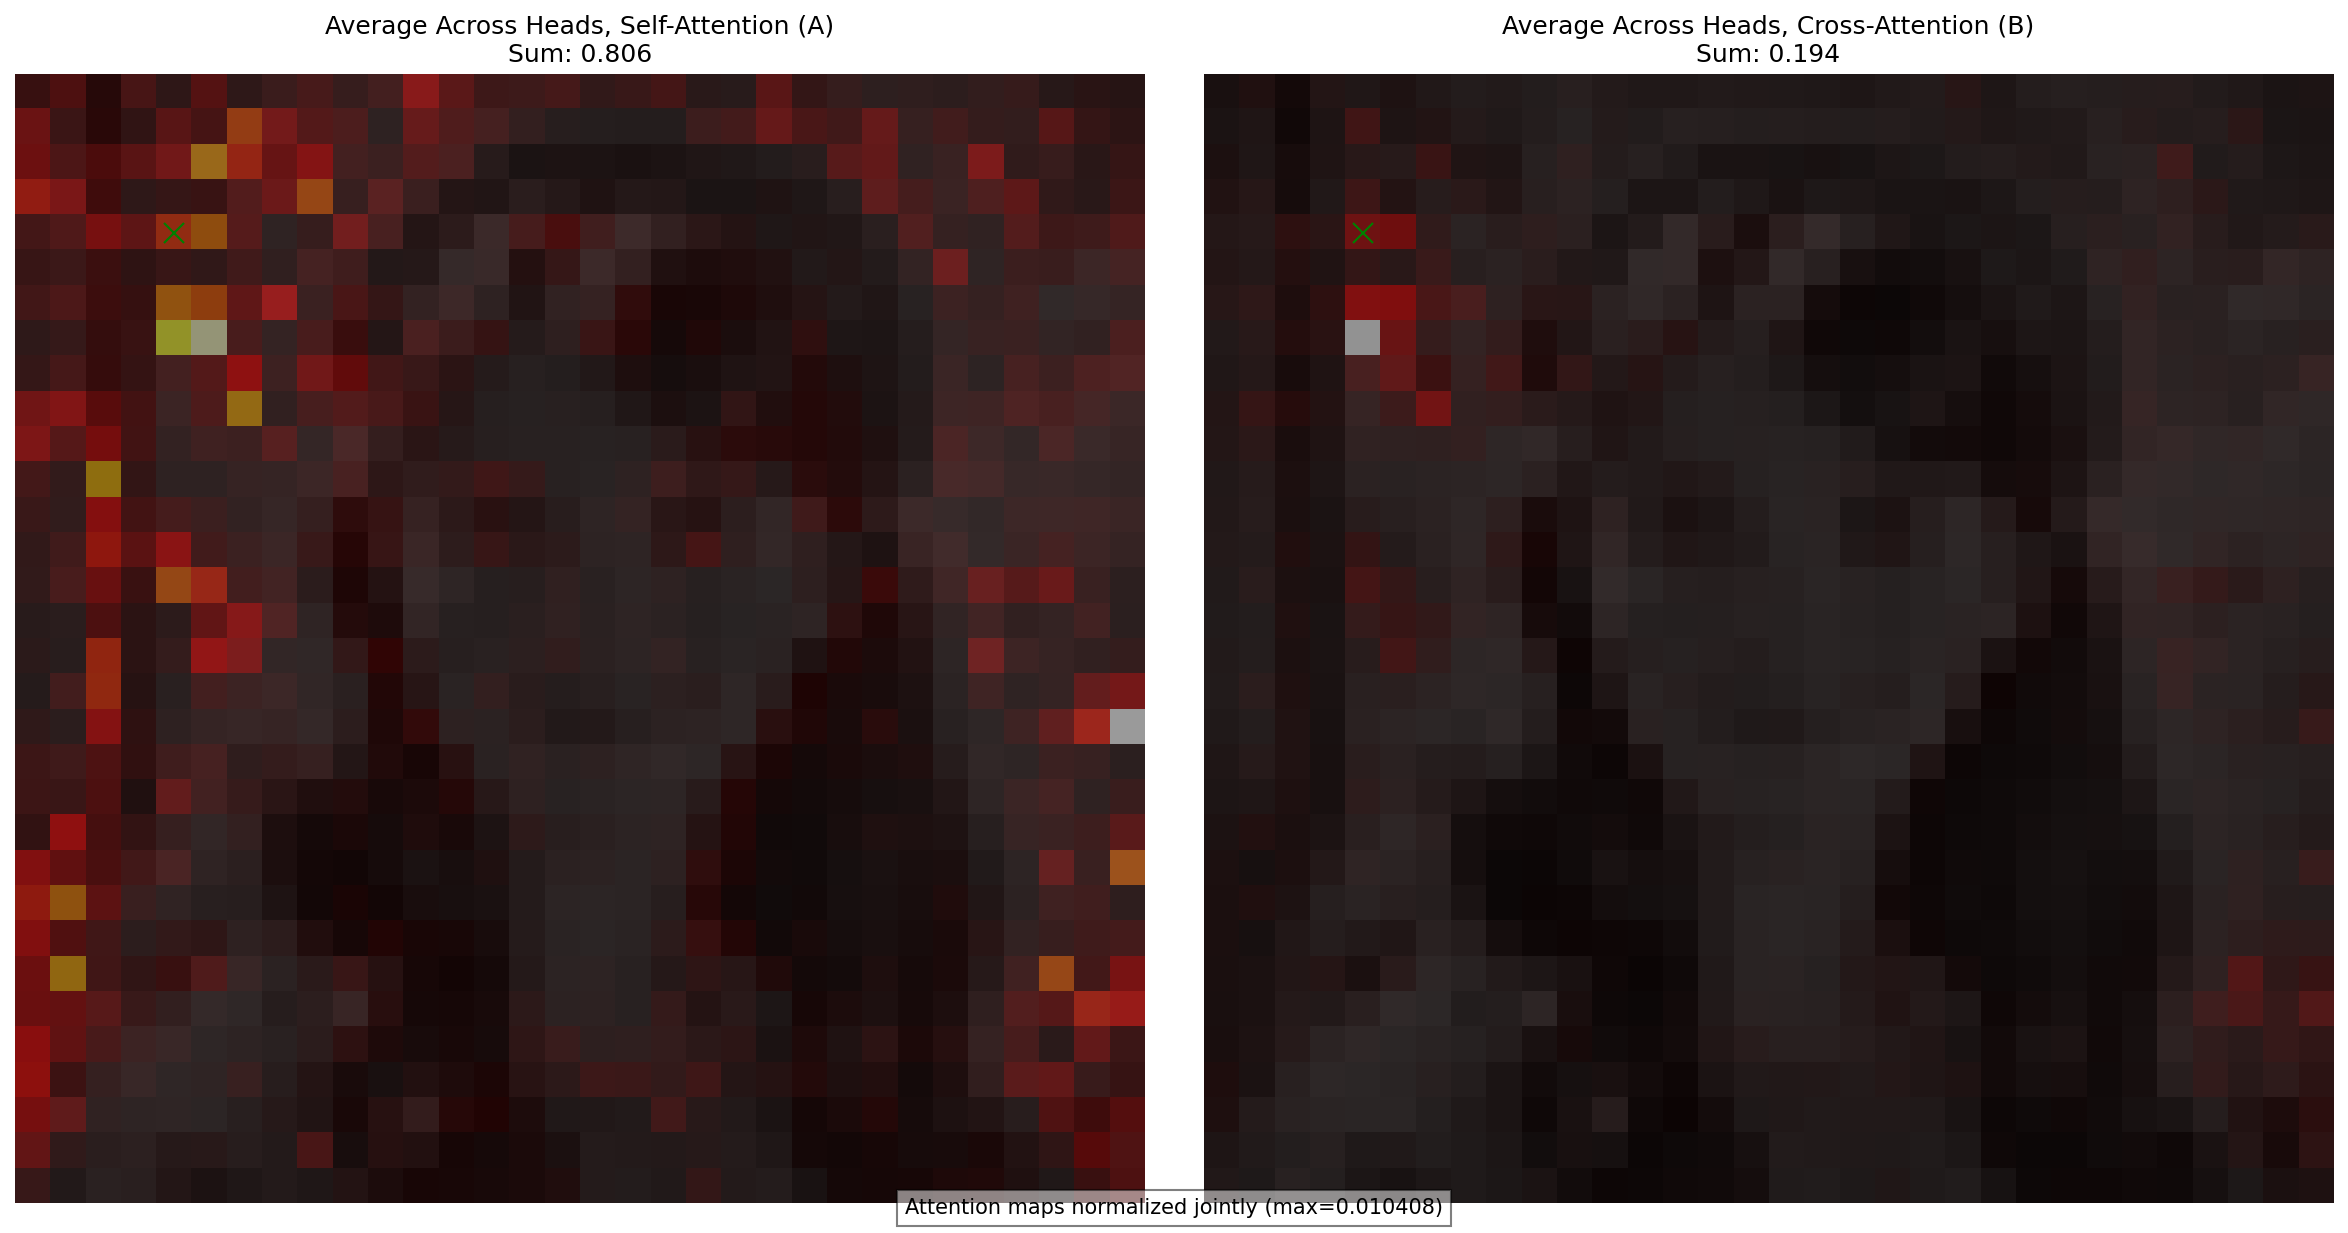 Average Across Heads, Self-Attention (A)
Sum: 0.806
Average Across Heads, Cross-Attention (B)
Sum: 0.194
Attention maps normalized jointly (max=0.010408)